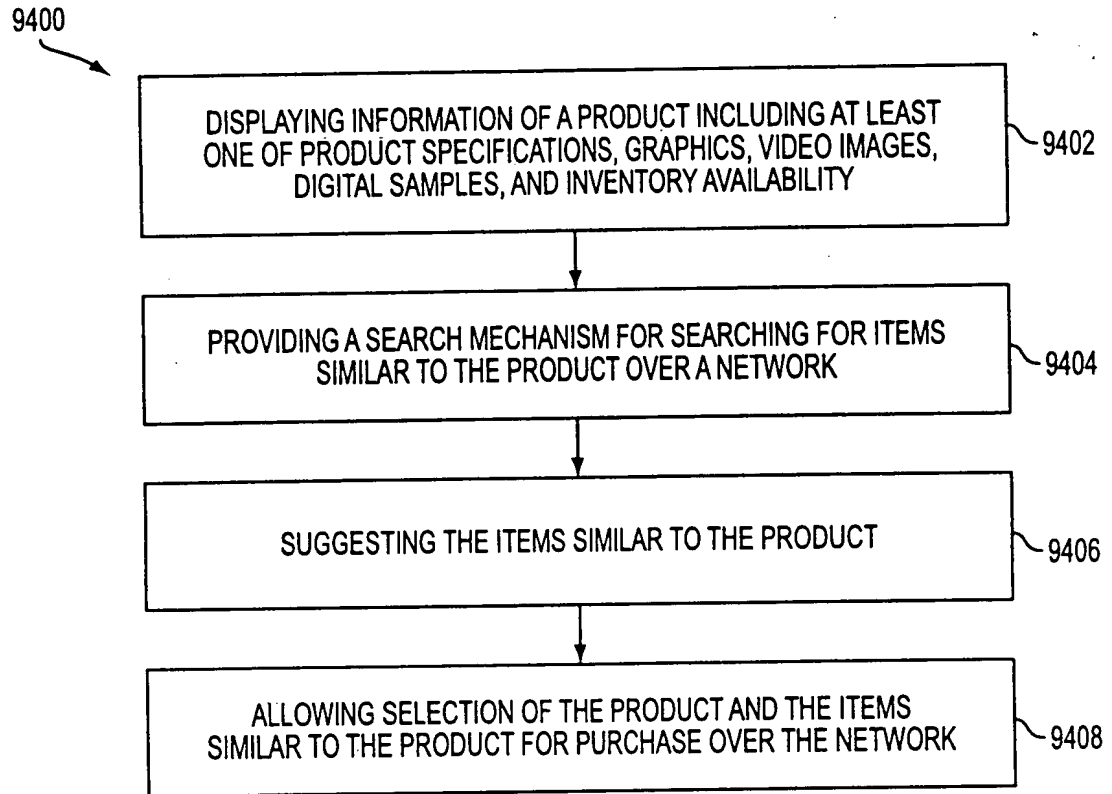 9400
DISPLAYING INFORMATION OF A PRODUCT INCLUDING AT LEAST
ONE OF PRODUCT SPECIFICATIONS, GRAPHICS, VIDEO IMAGES,
DIGITAL SAMPLES, AND INVENTORY AVAILABILITY
9402
PROVIDING A SEARCH MECHANISM FOR SEARCHING FOR ITEMS
SIMILAR TO THE PRODUCT OVER A NETWORK
9404
SUGGESTING THE ITEMS SIMILAR TO THE PRODUCT
9406
ALLOWING SELECTION OF THE PRODUCT AND THE ITEMS
SIMILAR TO THE PRODUCT FOR PURCHASE OVER THE NETWORK
9408